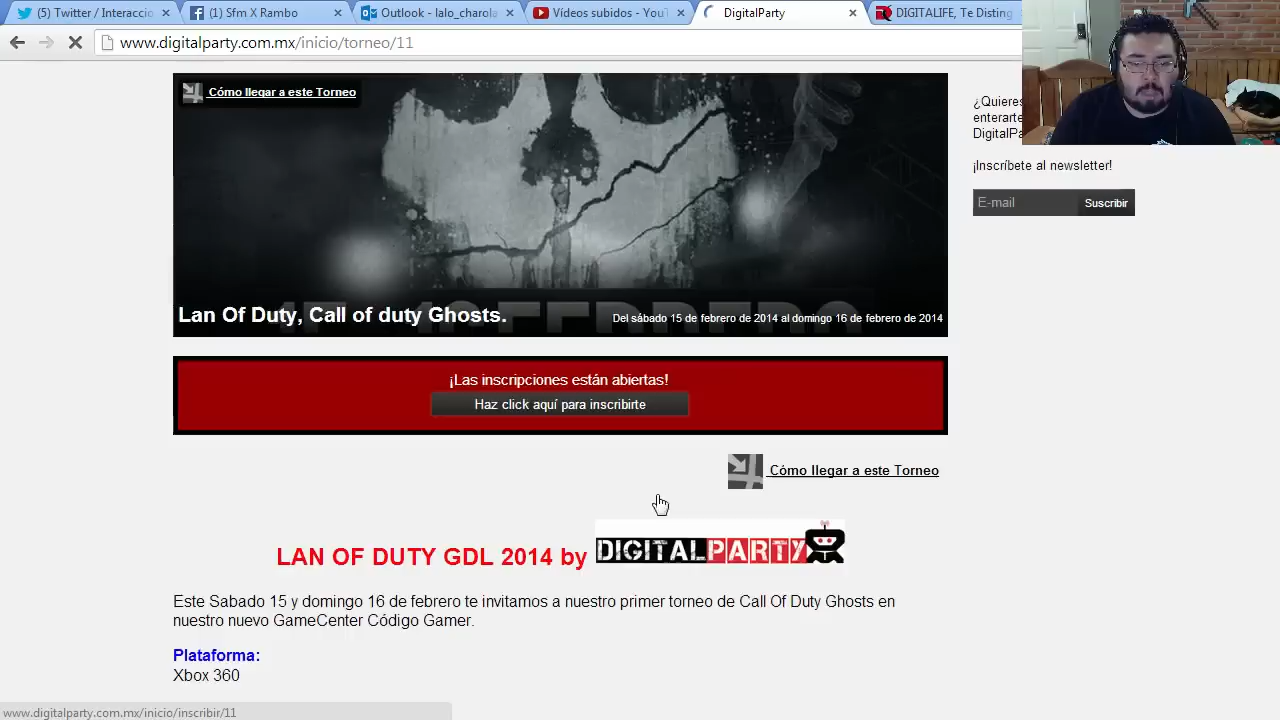 (5) Twitter / Interaccio
(1) Sfm X Rambo
Outlook - lalo_charola
Vídeos subidos - YouT
DigitalParty
DIGITALIFE, Te Disting
www.digitalparty.com.mx/inicio/torneo/11
Cómo llegar a este Torneo
Lan Of Duty, Call of duty Ghosts.
Del sábado 15 de febrero de 2014 al domingo 16 de febrero de 2014
¿Quieres
enterarte
DigitalPa
¡Inscríbete al newsletter!
E-mail
Suscribir
¡Las inscripciones están abiertas!
Haz click aquí para inscribirte
Cómo llegar a este Torneo
LAN OF DUTY GDL 2014 by DIGITALPARTY
Este Sabado 15 y domingo 16 de febrero te invitamos a nuestro primer torneo de Call Of Duty Ghosts en
nuestro nuevo GameCenter Código Gamer.
Plataforma:
Xbox 360
www.digitalparty.com.mx/inicio/inscribir/11